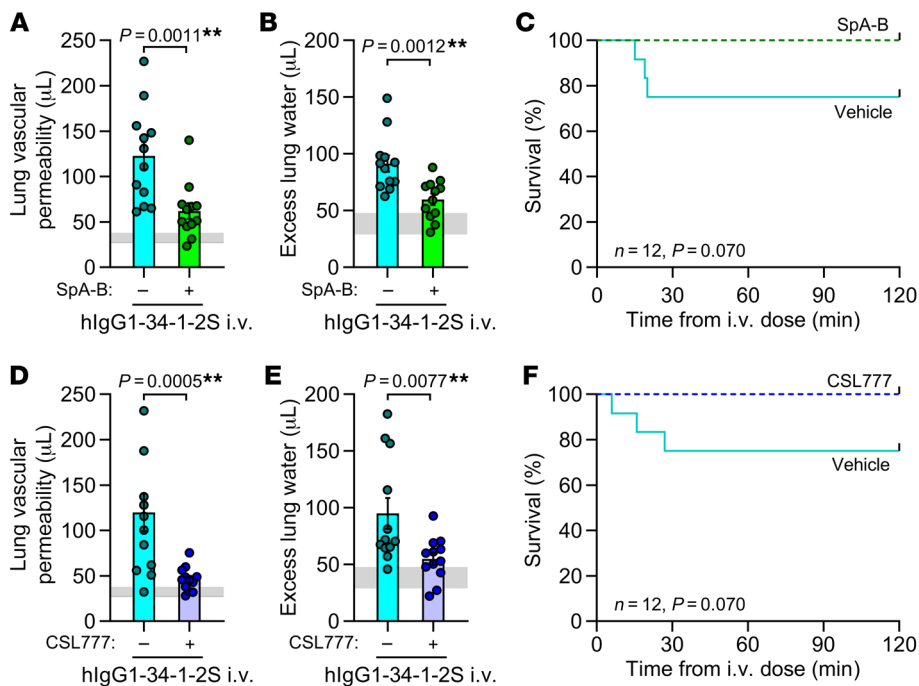 A
P = 0.0011**
Lung vascular
permeability (μL)
250
200
150
100
50
0
SpA-B: – +
hIgG1-34-1-2S i.v.
B
P = 0.0012**
Excess lung water (μL)
200
150
100
50
0
SpA-B: – +
hIgG1-34-1-2S i.v.
C
SpA-B
Vehicle
Survival (%)
100
80
60
40
20
0
n = 12, P = 0.070
0 30 60 90 120
Time from i.v. dose (min)
D
P = 0.0005**
Lung vascular
permeability (μL)
250
200
150
100
50
0
CSL777: – +
hIgG1-34-1-2S i.v.
E
P = 0.0077**
Excess lung water (μL)
200
150
100
50
0
CSL777: – +
hIgG1-34-1-2S i.v.
F
CSL777
Vehicle
Survival (%)
100
80
60
40
20
0
n = 12, P = 0.070
0 30 60 90 120
Time from i.v. dose (min)